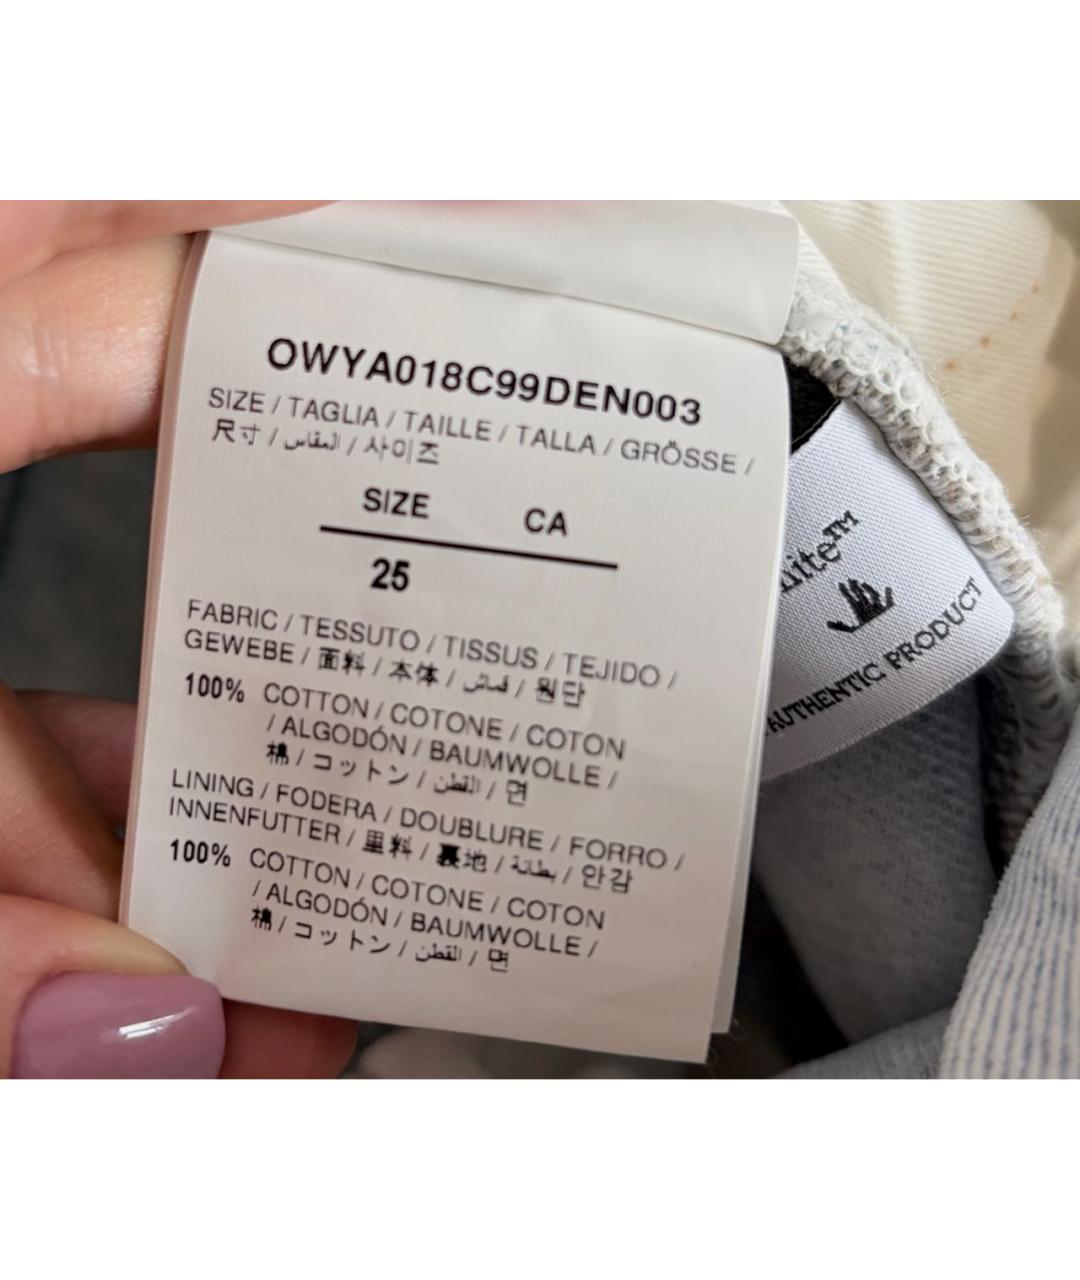 OWYA018C99DEN003
SIZE / TAGLIA / TAILLE / TALLA / GRÖSSE /
尺寸 / المقاس / 사이즈
SIZE CA
25
FABRIC / TESSUTO / TISSUS / TEJIDO /
GEWEBE / 面料 / 本体 / قماش / 원단
100% COTTON / COTONE / COTON
/ ALGODÓN / BAUMWOLLE /
棉 / コットン / القطن / 면
LINING / FODERA / DOUBLURE / FORRO /
INNENFUTTER / 里料 / 裏地 / بطانة / 안감
100% COTTON / COTONE / COTON
/ ALGODÓN / BAUMWOLLE /
棉 / コットン / القطن / 면
ite™
AUTHENTIC PRODUCT